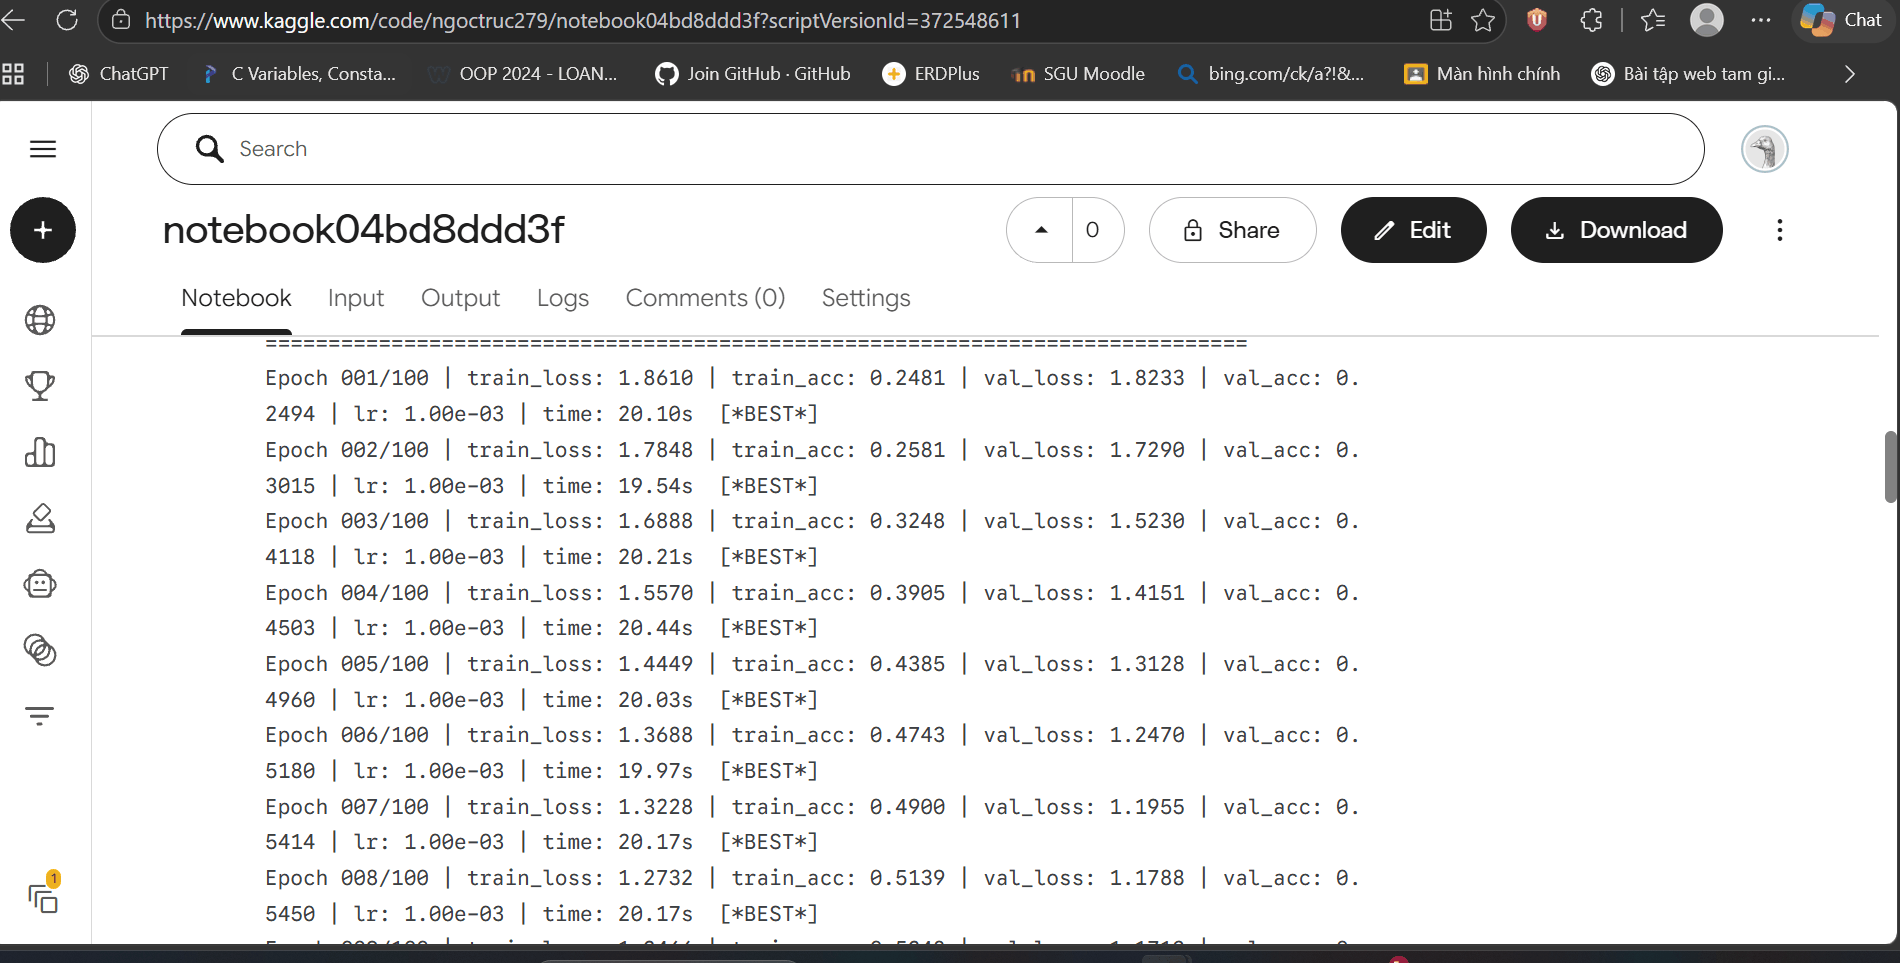 https://www.kaggle.com/code/ngoctruc279/notebook04bd8ddd3f?scriptVersionId=372548611
Chat
ChatGPT
C Variables, Consta...
OOP 2024 - LOAN...
Join GitHub · GitHub
ERDPlus
SGU Moodle
bing.com/ck/a?!&...
Màn hình chính
Bài tập web tam gi...
Search
notebook04bd8ddd3f
0
Share
Edit
Download
Notebook
Input
Output
Logs
Comments (0)
Settings
==============================================================================
Epoch 001/100 | train_loss: 1.8610 | train_acc: 0.2481 | val_loss: 1.8233 | val_acc: 0.
2494 | lr: 1.00e-03 | time: 20.10s  [*BEST*]
Epoch 002/100 | train_loss: 1.7848 | train_acc: 0.2581 | val_loss: 1.7290 | val_acc: 0.
3015 | lr: 1.00e-03 | time: 19.54s  [*BEST*]
Epoch 003/100 | train_loss: 1.6888 | train_acc: 0.3248 | val_loss: 1.5230 | val_acc: 0.
4118 | lr: 1.00e-03 | time: 20.21s  [*BEST*]
Epoch 004/100 | train_loss: 1.5570 | train_acc: 0.3905 | val_loss: 1.4151 | val_acc: 0.
4503 | lr: 1.00e-03 | time: 20.44s  [*BEST*]
Epoch 005/100 | train_loss: 1.4449 | train_acc: 0.4385 | val_loss: 1.3128 | val_acc: 0.
4960 | lr: 1.00e-03 | time: 20.03s  [*BEST*]
Epoch 006/100 | train_loss: 1.3688 | train_acc: 0.4743 | val_loss: 1.2470 | val_acc: 0.
5180 | lr: 1.00e-03 | time: 19.97s  [*BEST*]
Epoch 007/100 | train_loss: 1.3228 | train_acc: 0.4900 | val_loss: 1.1955 | val_acc: 0.
5414 | lr: 1.00e-03 | time: 20.17s  [*BEST*]
Epoch 008/100 | train_loss: 1.2732 | train_acc: 0.5139 | val_loss: 1.1788 | val_acc: 0.
5450 | lr: 1.00e-03 | time: 20.17s  [*BEST*]
1